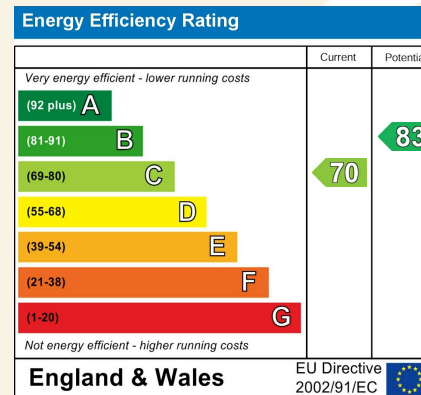 Energy Efficiency Rating
Current Potentia
Very energy efficient - lower running costs
(92 plus) A
(81-91) B
83
(69-80) C
70
(55-68) D
(39-54) E
(21-38) F
(1-20) G
Not energy efficient - higher running costs
England & Wales
EU Directive
2002/91/EC